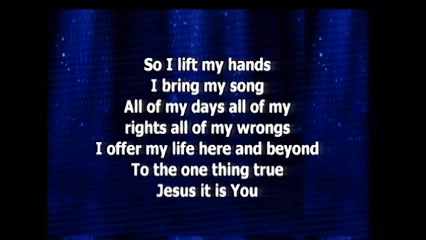 So I lift my hands
I bring my song
All of my days all of my
rights all of my wrongs
I offer my life here and beyond
To the one thing true
Jesus it is You